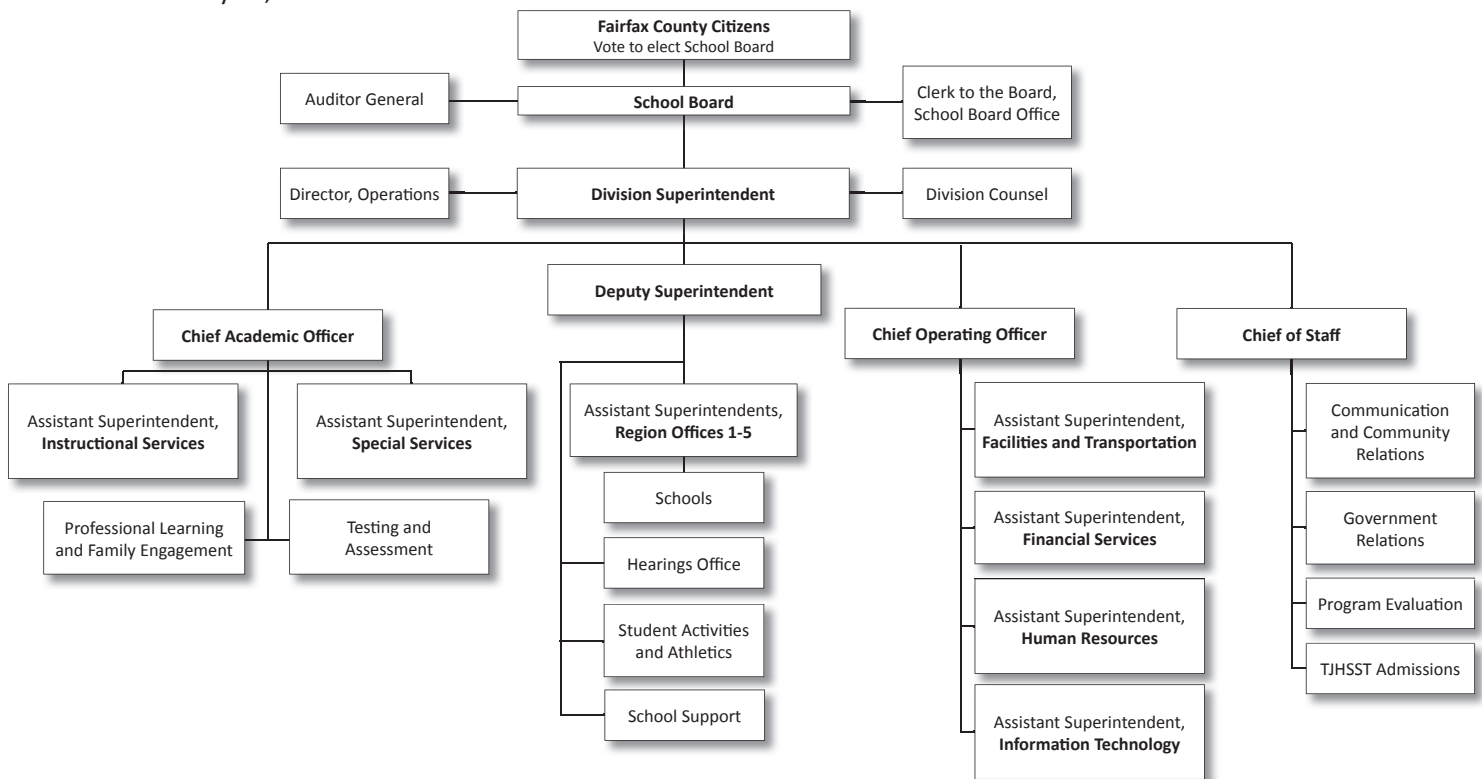 Fairfax County Citizens
Vote to elect School Board
Auditor General
School Board
Clerk to the Board,
School Board Office
Director, Operations
Division Superintendent
Division Counsel
Deputy Superintendent
Chief Academic Officer
Chief Operating Officer
Chief of Staff
Assistant Superintendent,
Instructional Services
Assistant Superintendent,
Special Services
Professional Learning
and Family Engagement
Testing and
Assessment
Assistant Superintendents,
Region Offices 1-5
Schools
Hearings Office
Student Activities
and Athletics
School Support
Assistant Superintendent,
Facilities and Transportation
Assistant Superintendent,
Financial Services
Assistant Superintendent,
Human Resources
Assistant Superintendent,
Information Technology
Communication
and Community
Relations
Government
Relations
Program Evaluation
TJHSST Admissions